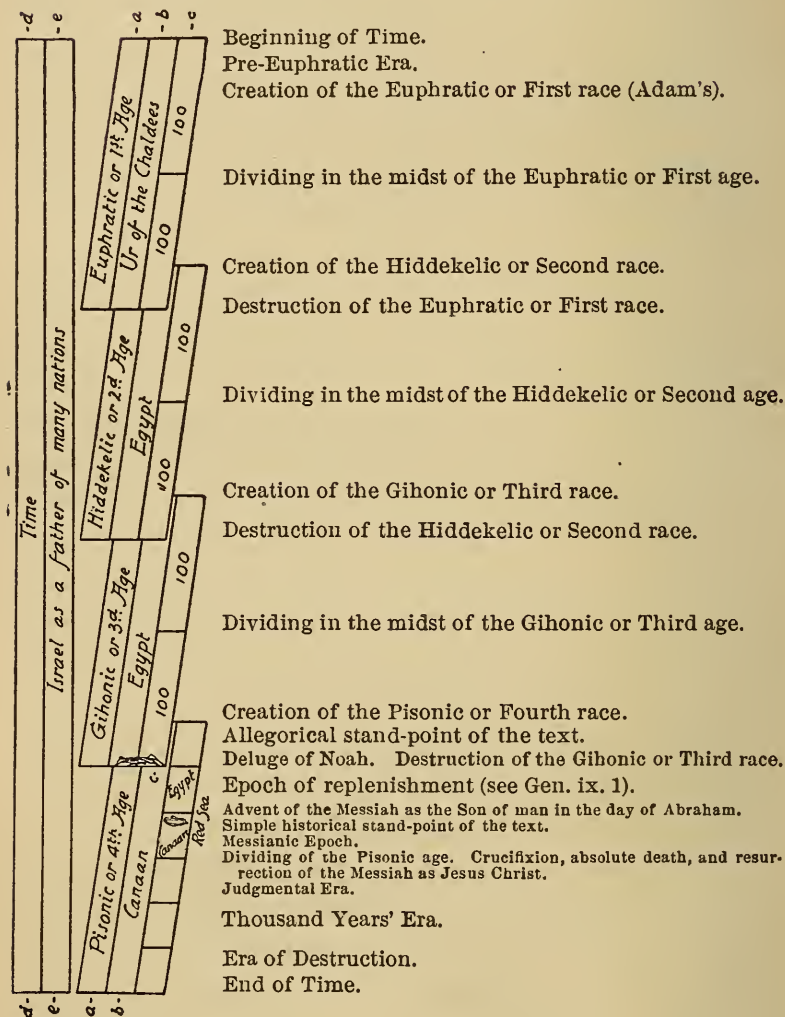 -d
-e
-a
-b
-c
Time
Israel as a father of many nations
Euphratic or 1st Age
Ur of the Chaldees
100
100
Hiddekelic or 2d Age
Egypt
100
100
Gihonic or 3d Age
Egypt
100
100
Pisonic or 4th Age
Canaan
c-
Egypt
Canaan
Red Sea
d-
e-
a-
b-
Beginning of Time.
Pre-Euphratic Era.
Creation of the Euphratic or First race (Adam's).
Dividing in the midst of the Euphratic or First age.
Creation of the Hiddekelic or Second race.
Destruction of the Euphratic or First race.
Dividing in the midst of the Hiddekelic or Second age.
Creation of the Gihonic or Third race.
Destruction of the Hiddekelic or Second race.
Dividing in the midst of the Gihonic or Third age.
Creation of the Pisonic or Fourth race.
Allegorical stand-point of the text.
Deluge of Noah. Destruction of the Gihonic or Third race.
Epoch of replenishment (see Gen. ix. 1).
Advent of the Messiah as the Son of man in the day of Abraham.
Simple historical stand-point of the text.
Messianic Epoch.
Dividing of the Pisonic age. Crucifixion, absolute death, and resur-
rection of the Messiah as Jesus Christ.
Judgmental Era.
Thousand Years' Era.
Era of Destruction.
End of Time.